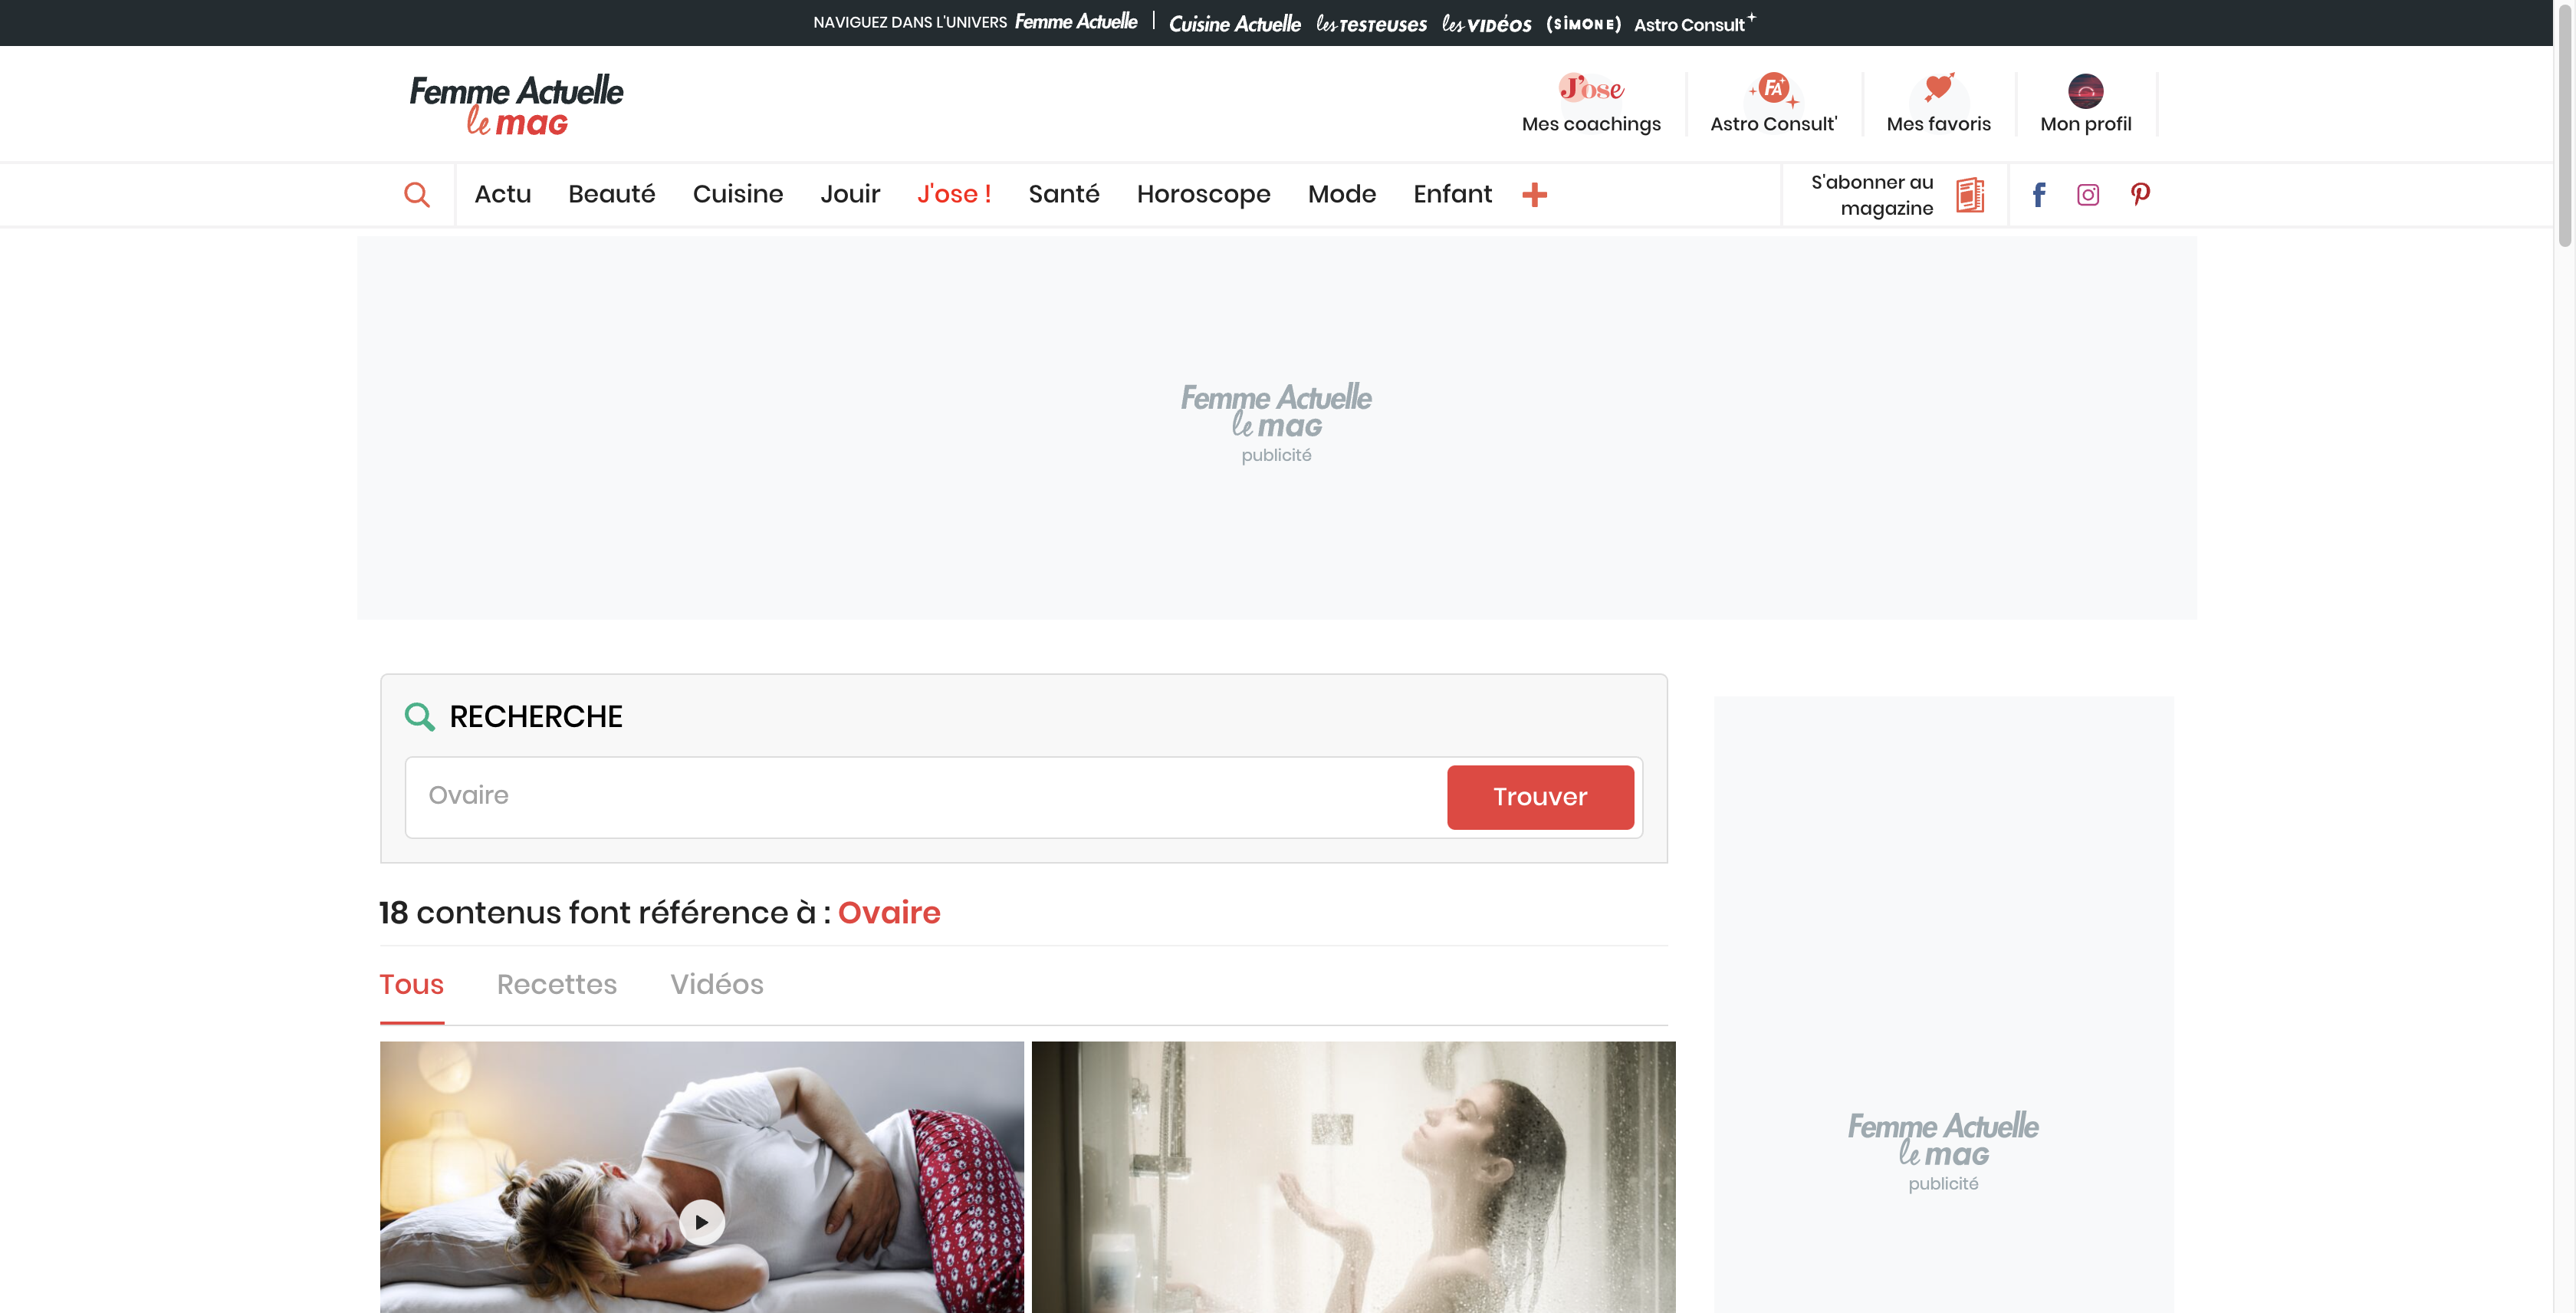 NAVIGUEZ DANS L'UNIVERS Femme Actuelle Cuisine Actuelle les TESTEUSES les VIDÉOS (SIMONE) Astro Consult+
Femme Actuelle
le mag
J'ose
Mes coachings
FA
Astro Consult'
Mes favoris
Mon profil
Actu Beauté Cuisine Jouir J'ose ! Santé Horoscope Mode Enfant
S'abonner au
magazine
Femme Actuelle
le mag
publicité
RECHERCHE
Ovaire
Trouver
18 contenus font référence à : Ovaire
Tous Recettes Vidéos
Femme Actuelle
le mag
publicité